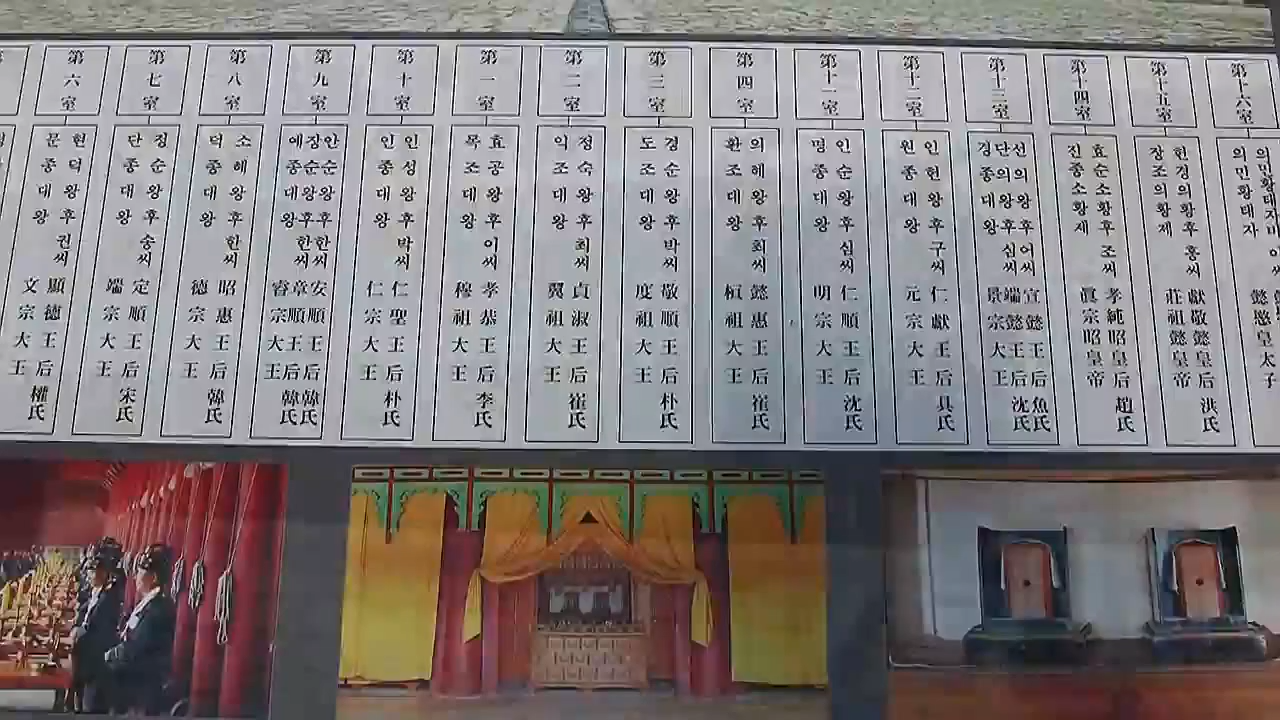 第六室
문종대왕
현덕왕후 권씨
文宗大王
顯德王后 權氏
第七室
단종대왕
정순왕후 송씨
端宗大王
定順王后 宋氏
第八室
덕종대왕
소혜왕후 한씨
德宗大王
昭惠王后 韓氏
第九室
예종대왕
장순왕후 한씨
안순왕후 한씨
睿宗大王
章順王后 韓氏
安順王后 韓氏
第十室
인종대왕
인성왕후 박씨
仁宗大王
仁聖王后 朴氏
第一室
목조대왕
효공왕후 이씨
穆祖大王
孝恭王后 李氏
第二室
익조대왕
정숙왕후 최씨
翼祖大王
貞淑王后 崔氏
第三室
도조대왕
경순왕후 박씨
度祖大王
敬順王后 朴氏
第四室
환조대왕
의혜왕후 최씨
桓祖大王
懿惠王后 崔氏
第十一室
명종대왕
인순왕후 심씨
明宗大王
仁順王后 沈氏
第十二室
원종대왕
인헌왕후 구씨
元宗大王
仁獻王后 具氏
第十三室
경종대왕
단의왕후 심씨
선의왕후 어씨
景宗大王
端懿王后 沈氏
宣懿王后 魚氏
第十四室
진종소황제
효순소황후 조씨
眞宗昭皇帝
孝純昭皇后 趙氏
第十五室
장조의황제
헌경의황후 홍씨
莊祖懿皇帝
獻敬懿皇后 洪氏
第十六室
의민황태자
의민황태자비 이씨
懿愍皇太子